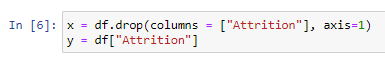 In [6]: x = df.drop(columns = ["Attrition"], axis=1)
y = df["Attrition"]